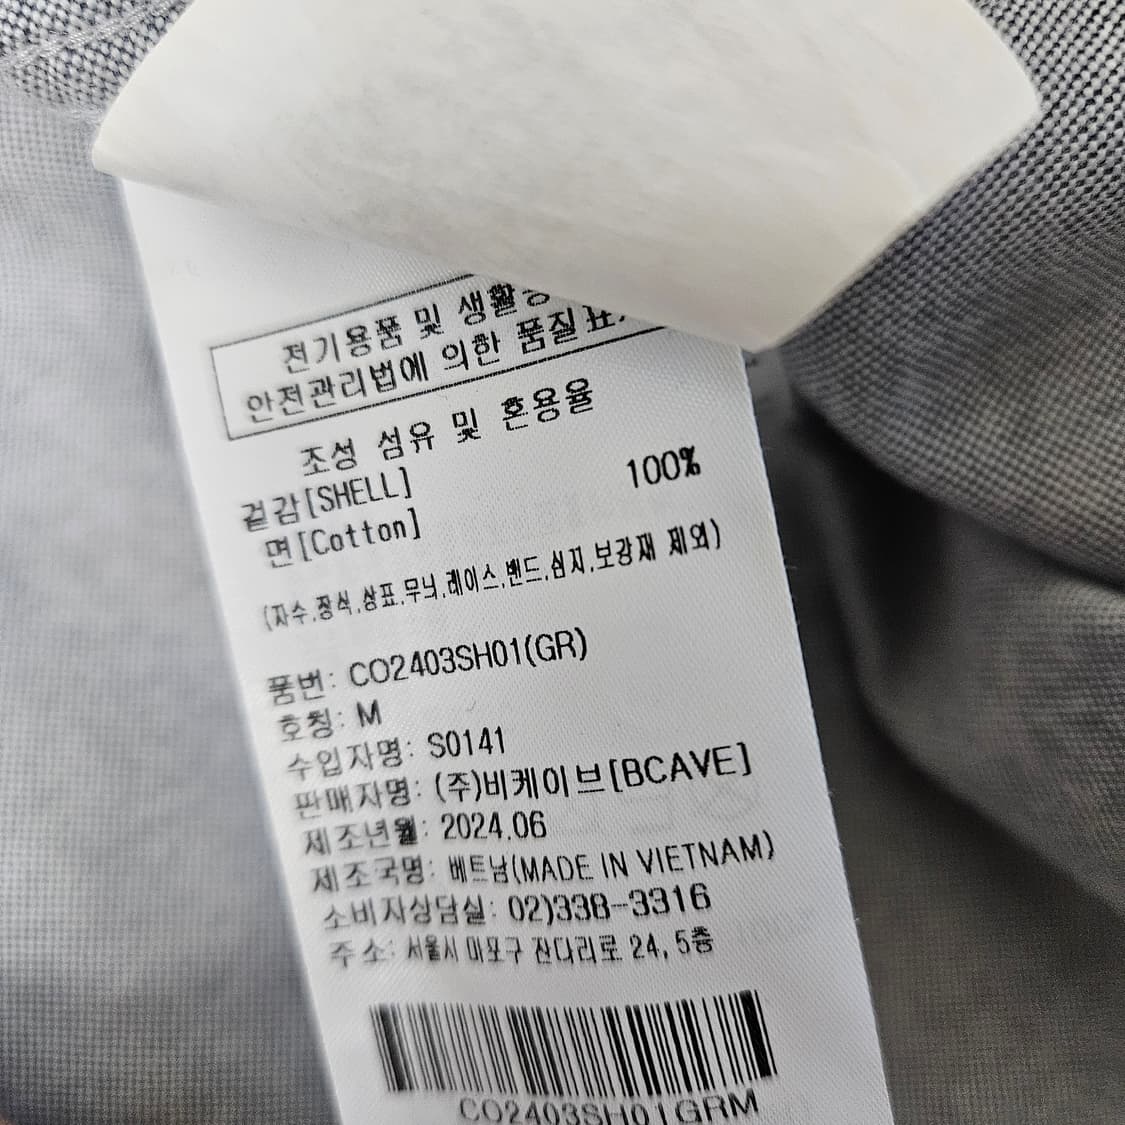 전기용품 및 생활용
안전관리법에 의한 품질표
조성 섬유 및 혼용율
겉감[SHELL]
면[Cotton] 100%
(자수,장식,상표,무늬,레이스,밴드,심지,보강재 제외)
품번: CO2403SH01(GR)
호칭: M
수입자명: S0141
판매자명: (주)비케이브[BCAVE]
제조년월: 2024.06
제조국명: 베트남(MADE IN VIETNAM)
소비자상담실: 02)338-3316
주소: 서울시 마포구 잔다리로 24, 5층
CO2403SH01GRM